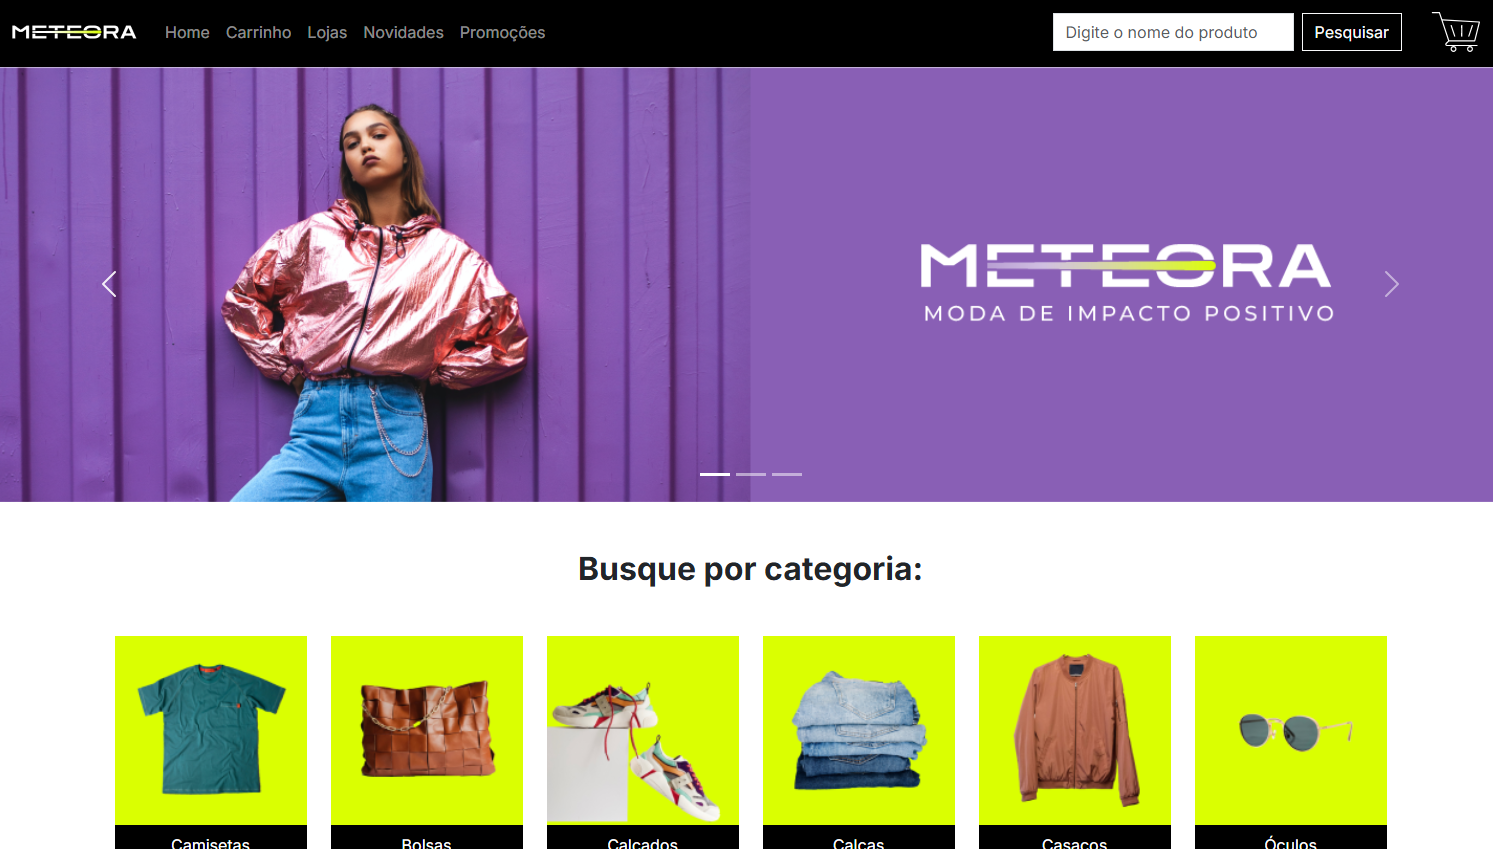 METEORA Home Carrinho Lojas Novidades Promoções Digite o nome do produto Pesquisar
METEORA
MODA DE IMPACTO POSITIVO
Busque por categoria:
Camisetas Bolsas Calçados Calças Casacos Óculos